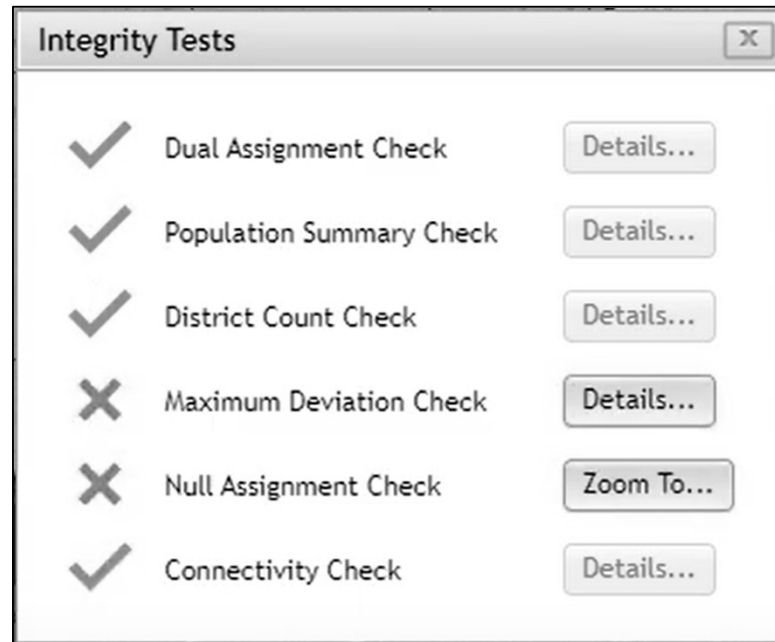 Integrity Tests
Dual Assignment Check Details...
Population Summary Check Details...
District Count Check Details...
Maximum Deviation Check Details...
Null Assignment Check Zoom To...
Connectivity Check Details...